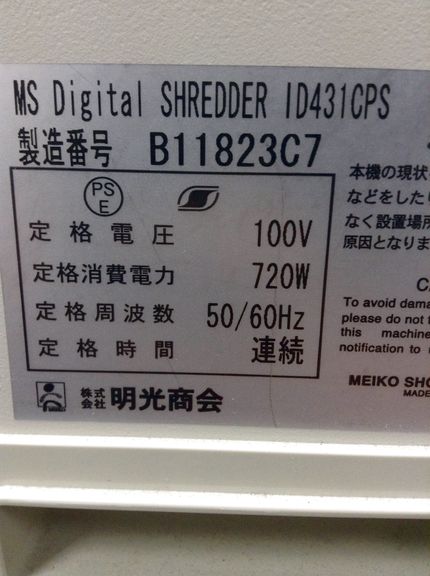 MS Digital SHREDDER ID431CPS
製造番号 B11823C7
PS
E
定格電圧 100V
定格消費電力 720W
定格周波数 50/60Hz
定格時間 連続
株式
会社 明光商会
本機の現状
などをした
なく設置場所
原因となりま
To avoid dama
please do not
this machine
notification to
MEIKO SHO
MADE